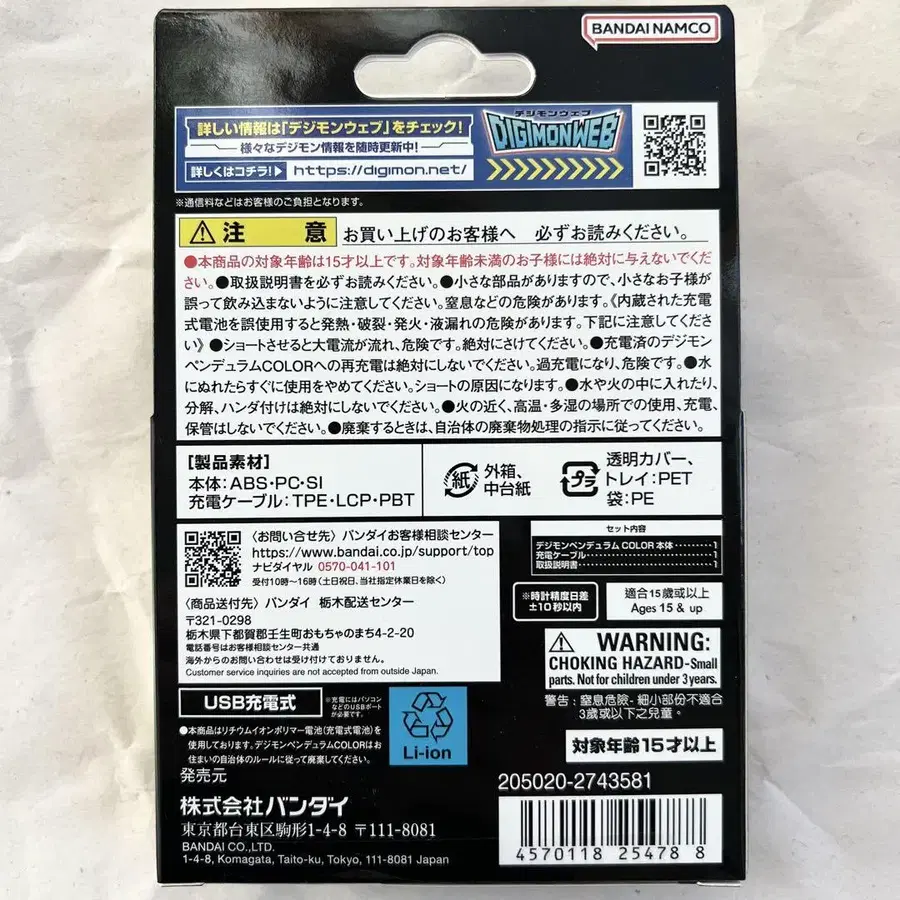 BANDAI NAMCO
詳しい情報は「デジモンウェブ」をチェック!
様々なデジモン情報を随時更新中!
詳しくはコチラ!▶ https://digimon.net/
デジモンウェブ
DIGIMONWEB
※通信料などはお客様のご負担となります。
⚠注 意 お買い上げのお客様へ 必ずお読みください。
●本商品の対象年齢は15才以上です。対象年齢未満のお子様には絶対に与えないでくだ
さい。●取扱説明書を必ずお読みください。●小さな部品がありますので、小さなお子様が
誤って飲み込まないように注意してください。窒息などの危険があります。《内蔵された充電
式電池を誤使用すると発熱・破裂・発火・液漏れの危険があります。下記に注意してくださ
い》●ショートさせると大電流が流れ、危険です。絶対にさけてください。●充電済のデジモン
ペンデュラムCOLORへの再充電は絶対にしないでください。過充電になり、危険です。●水
にぬれたらすぐに使用をやめてください。ショートの原因になります。●水や火の中に入れたり、
分解、ハンダ付けは絶対にしないでください。●火の近く、高温・多湿の場所での使用、充電、
保管はしないでください。●廃棄するときは、自治体の廃棄物処理の指示に従ってください。
【製品素材】
本体:ABS・PC・SI
充電ケーブル:TPE・LCP・PBT
紙
外箱、
中台紙
プラ
透明カバー、
トレイ:PET
袋:PE
〈お問い合せ先〉バンダイお客様相談センター
https://www.bandai.co.jp/support/top
ナビダイヤル 0570-041-101
受付10時〜16時(土日祝日、当社指定休業日を除く)
〈商品送付先〉バンダイ 栃木配送センター
〒321-0298
栃木県下都賀郡壬生町おもちゃのまち4-2-20
電話番号はお客様相談センター共通
海外からのお問い合わせは受け付けておりません。
Customer service inquiries are not accepted from outside Japan.
セット内容
デジモンペンデュラム COLOR 本体 1
充電ケーブル 1
取扱説明書 1
※時計精度日差
±10秒以内
適合15歲或以上
Ages 15 & up
⚠ WARNING:
CHOKING HAZARD-Small
parts. Not for children under 3 years.
警告:窒息危險-細小部份不適合
3歲或以下之兒童。
USB充電式
※充電にはパソコン
などのUSBポート
が必要です。
●本商品はリチウムイオンポリマー電池(充電式電池)を
使用しております。デジモンペンデュラムCOLORはお
住まいの自治体のルールに従って廃棄してください。
Li-ion
対象年齢15才以上
発売元
株式会社バンダイ
東京都台東区駒形1-4-8 〒111-8081
BANDAI CO.,LTD.
1-4-8, Komagata, Taito-ku, Tokyo, 111-8081 Japan
205020-2743581
4570118 25478 8